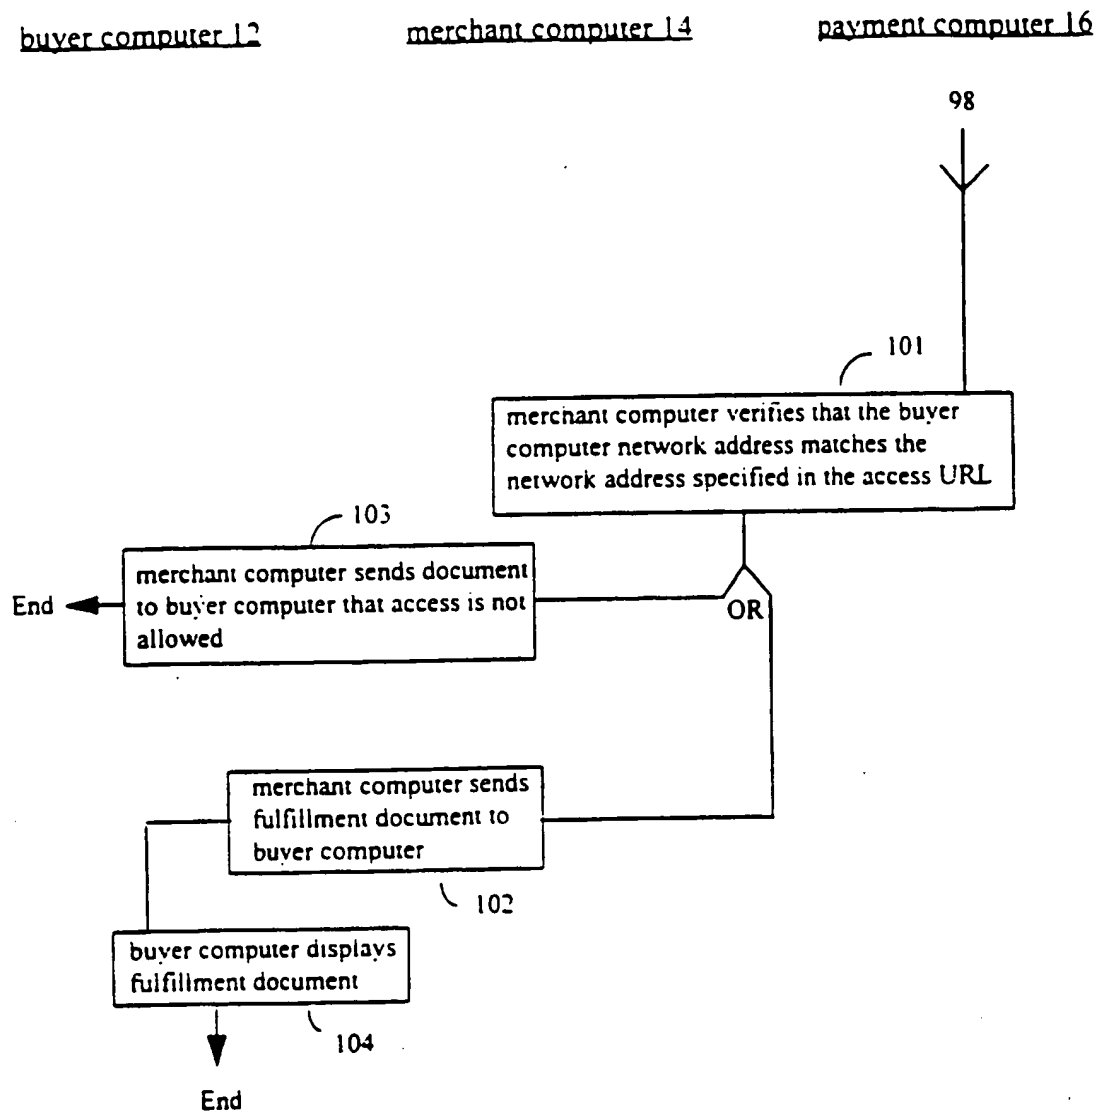 buyer computer 12
merchant computer 14
payment computer 16
98
101
merchant computer verifies that the buyer
computer network address matches the
network address specified in the access URL
103
merchant computer sends document
to buyer computer that access is not
allowed
End
OR
merchant computer sends
fulfillment document to
buyer computer
102
buyer computer displays
fulfillment document
104
End